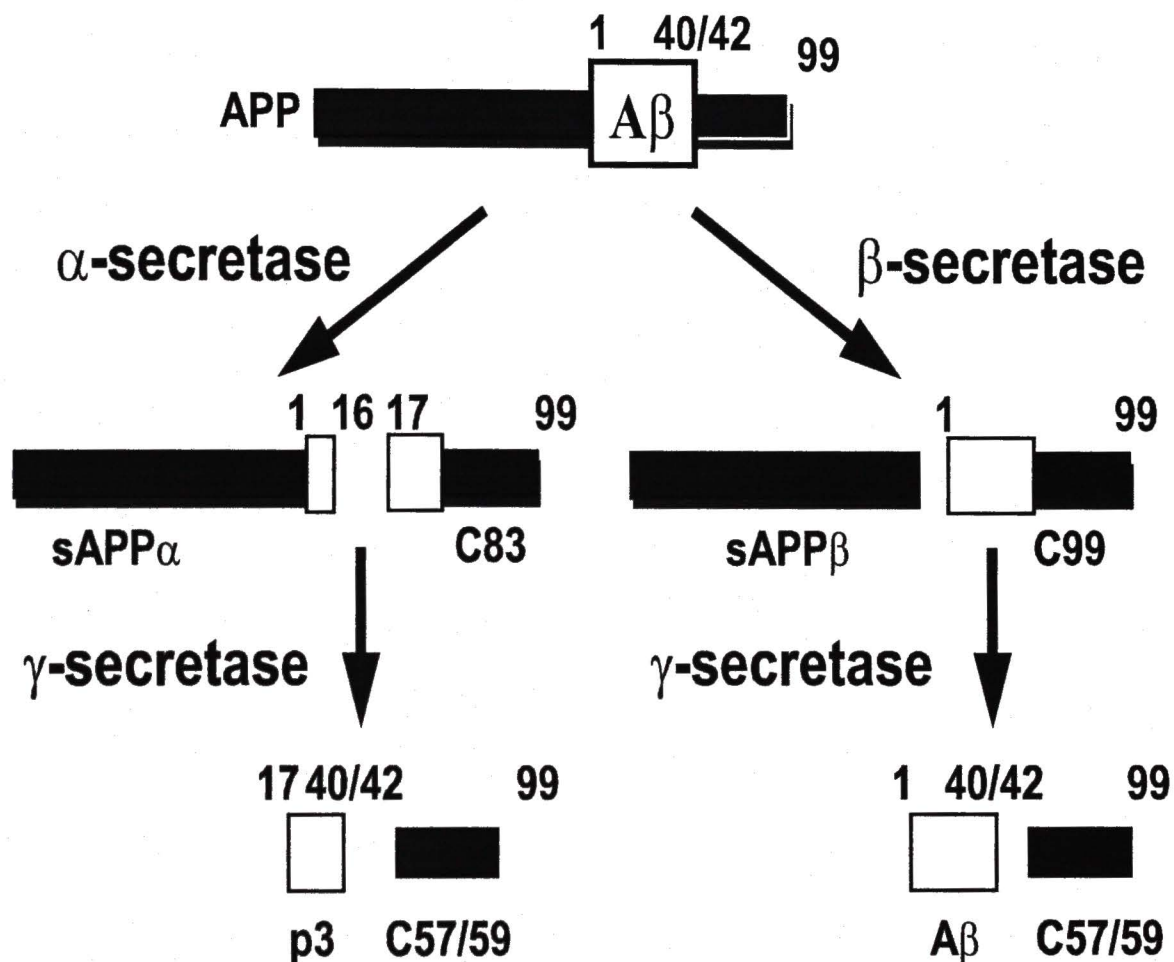 1 40/42 99
APP Aβ
α-secretase β-secretase
1 16 17 99 1 99
sAPPα C83 sAPPβ C99
γ-secretase γ-secretase
17 40/42 99 1 40/42 99
p3 C57/59 Aβ C57/59